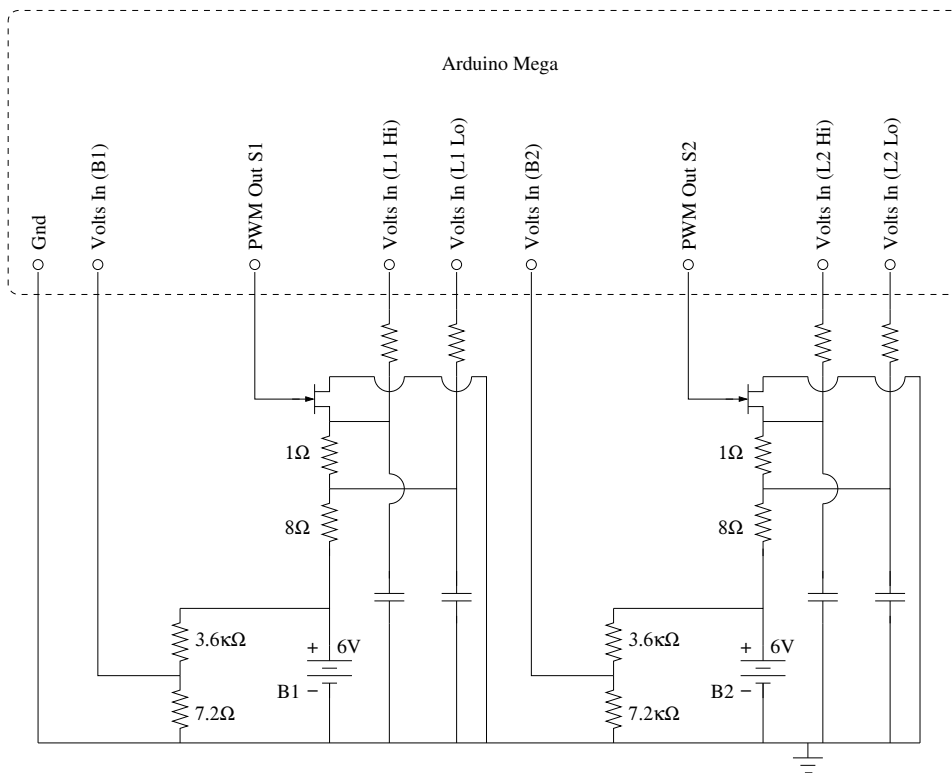 Arduino Mega
Gnd
Volts In (B1)
PWM Out S1
Volts In (L1 Hi)
Volts In (L1 Lo)
Volts In (B2)
PWM Out S2
Volts In (L2 Hi)
Volts In (L2 Lo)
1Ω
1Ω
8Ω
8Ω
3.6κΩ
+ 6V
3.6κΩ
+ 6V
B1 −
B2 −
7.2Ω
7.2κΩ